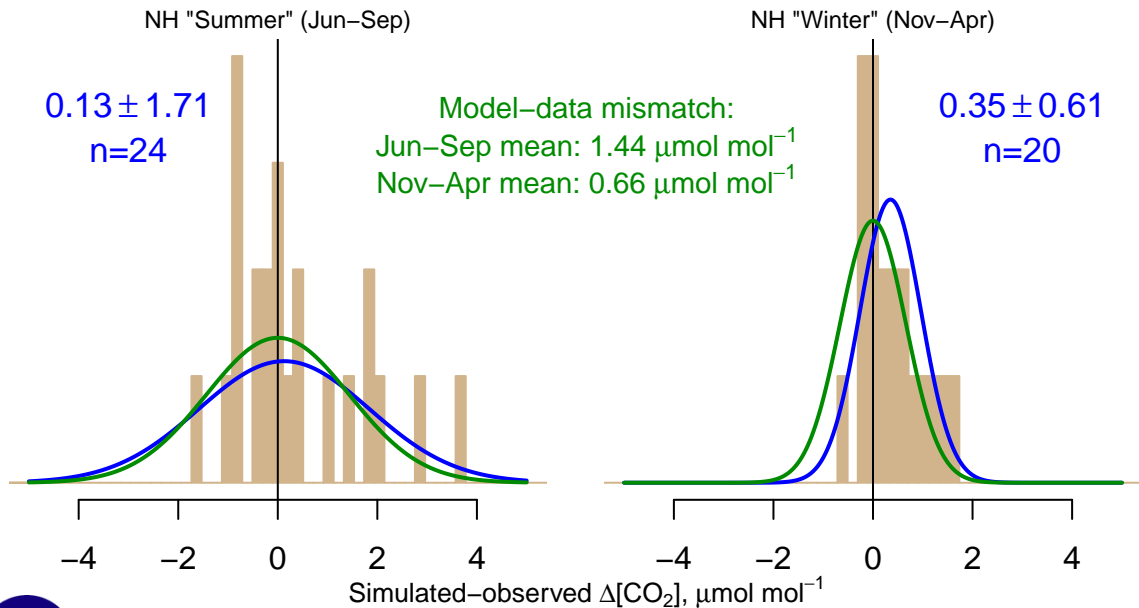 NH "Summer" (Jun−Sep)
NH "Winter" (Nov−Apr)
0.13 ± 1.71
n=24
Model−data mismatch:
Jun−Sep mean: 1.44 μmol mol⁻¹
Nov−Apr mean: 0.66 μmol mol⁻¹
0.35 ± 0.61
n=20
−4 −2 0 2 4
−4 −2 0 2 4
Simulated−observed Δ[CO₂], μmol mol⁻¹